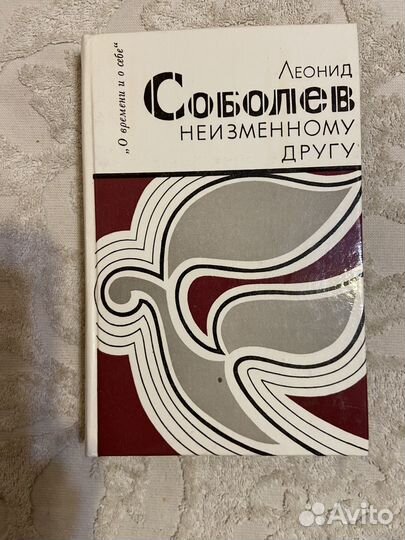 „О времени и о себе“
Леонид
Соболев
НЕИЗМЕННОМУ
ДРУГУ
Avito